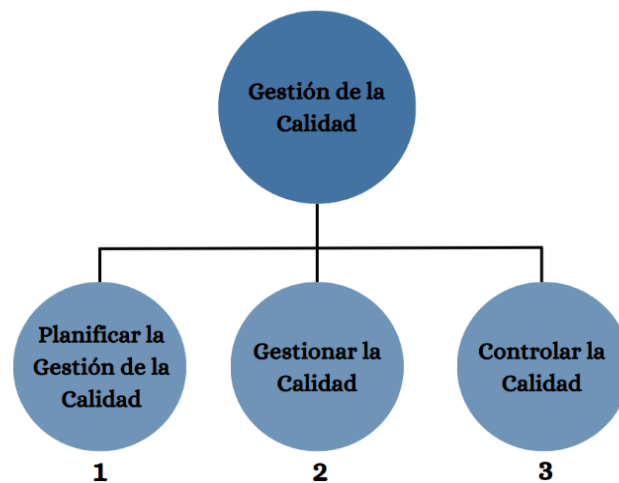 Gestión de la
Calidad
Planificar la
Gestión de la
Calidad
Gestionar la
Calidad
Controlar la
Calidad
1
2
3